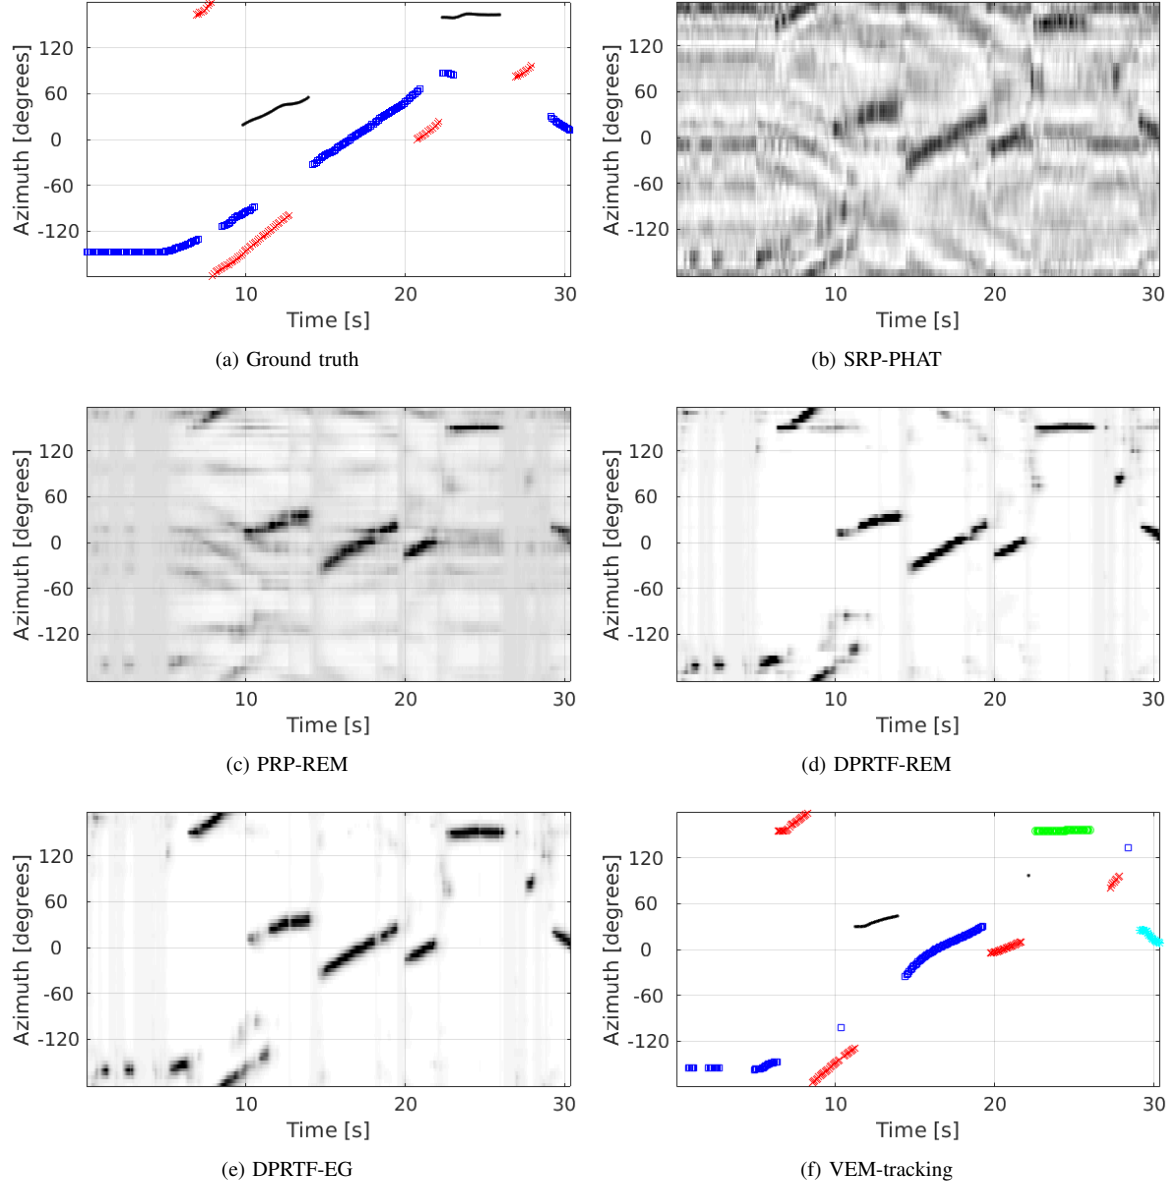 Azimuth [degrees]
120
60
0
-60
-120
10
20
30
Time [s]
(a) Ground truth
Azimuth [degrees]
120
60
0
-60
-120
10
20
30
Time [s]
(b) SRP-PHAT
Azimuth [degrees]
120
60
0
-60
-120
10
20
30
Time [s]
(c) PRP-REM
Azimuth [degrees]
120
60
0
-60
-120
10
20
30
Time [s]
(d) DPRTF-REM
Azimuth [degrees]
120
60
0
-60
-120
10
20
30
Time [s]
(e) DPRTF-EG
Azimuth [degrees]
120
60
0
-60
-120
10
20
30
Time [s]
(f) VEM-tracking